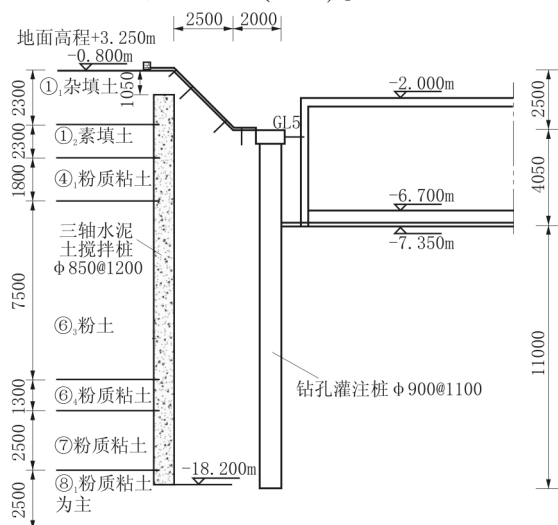 2500
2000
地面高程+3.250m
-0.800m
①₁杂填土
1050
2300
-2.000m
2500
GL5
①₂素填土
2300
4050
④₁粉质粘土
1800
-6.700m
-7.350m
三轴水泥
土搅拌桩
φ850@1200
7500
⑥₃粉土
11000
钻孔灌注桩φ900@1100
⑥₄粉质粘土
1300
⑦粉质粘土
2500
-18.200m
⑧₁粉质粘土
为主
2500